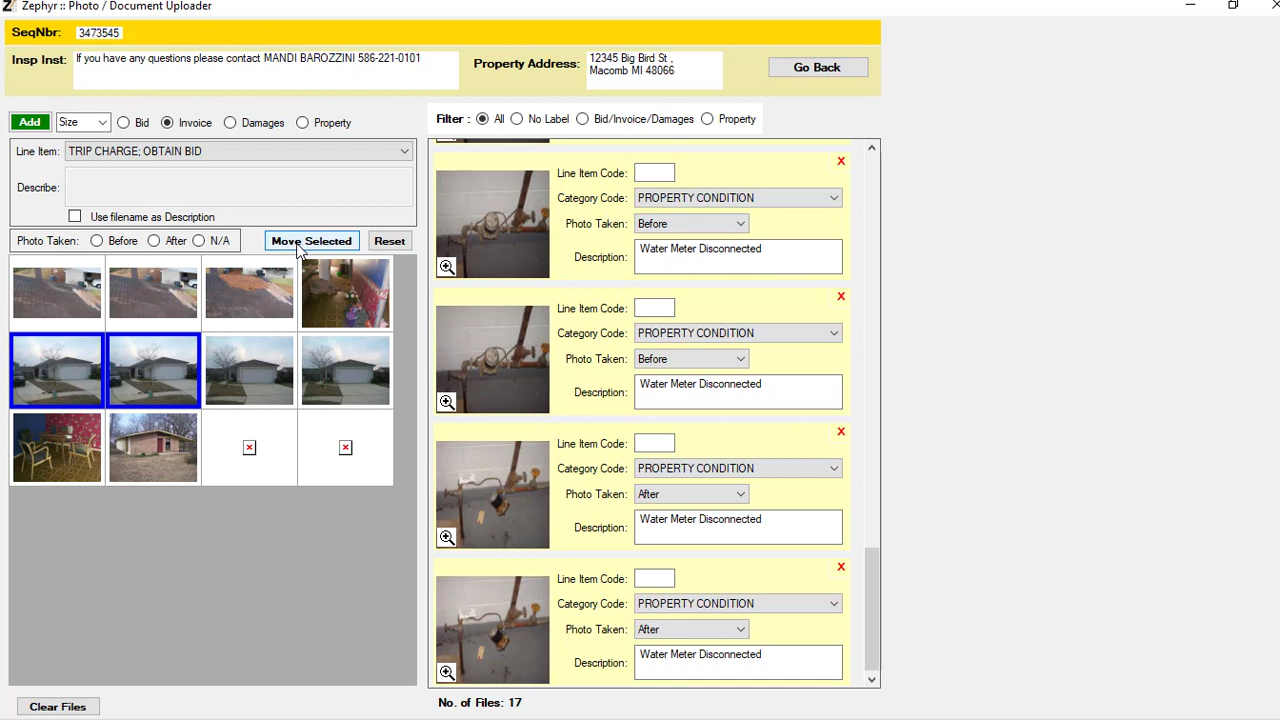 Zephyr :: Photo / Document Uploader
SeqNbr: 3473545
Insp Inst: If you have any questions please contact MANDI BAROZZINI 586-221-0101
Property Address: 12345 Big Bird St ,
Macomb MI 48066
Go Back
Add Size Bid Invoice Damages Property
Filter : All No Label Bid/Invoice/Damages Property
Line Item: TRIP CHARGE; OBTAIN BID
Describe:
Use filename as Description
Photo Taken: Before After N/A Move Selected Reset
X
Line Item Code:
Category Code: PROPERTY CONDITION
Photo Taken: Before
Description: Water Meter Disconnected
X
Line Item Code:
Category Code: PROPERTY CONDITION
Photo Taken: Before
Description: Water Meter Disconnected
X
Line Item Code:
Category Code: PROPERTY CONDITION
Photo Taken: After
Description: Water Meter Disconnected
X
Line Item Code:
Category Code: PROPERTY CONDITION
Photo Taken: After
Description: Water Meter Disconnected
Clear Files
No. of Files: 17